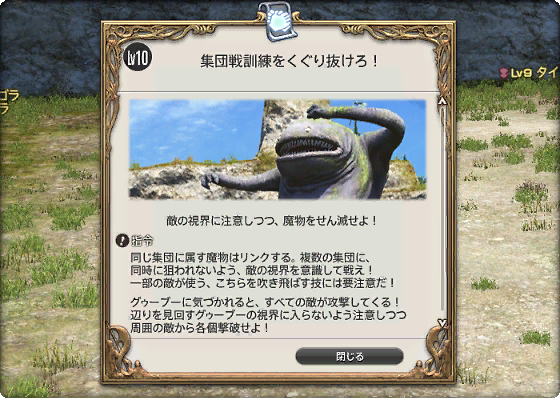 Lv10
集団戦訓練をくぐり抜けろ！
Lv9 タイ
ゴラ
ラ
敵の視界に注意しつつ、魔物をせん滅せよ！
指令
同じ集団に属す魔物はリンクする。複数の集団に、
同時に狙われないよう、敵の視界を意識して戦え！
一部の敵が使う、こちらを吹き飛ばす技には要注意だ！
グゥーブーに気づかれると、すべての敵が攻撃してくる！
辺りを見回すグゥーブーの視界に入らないよう注意しつつ
周囲の敵から各個撃破せよ！
閉じる